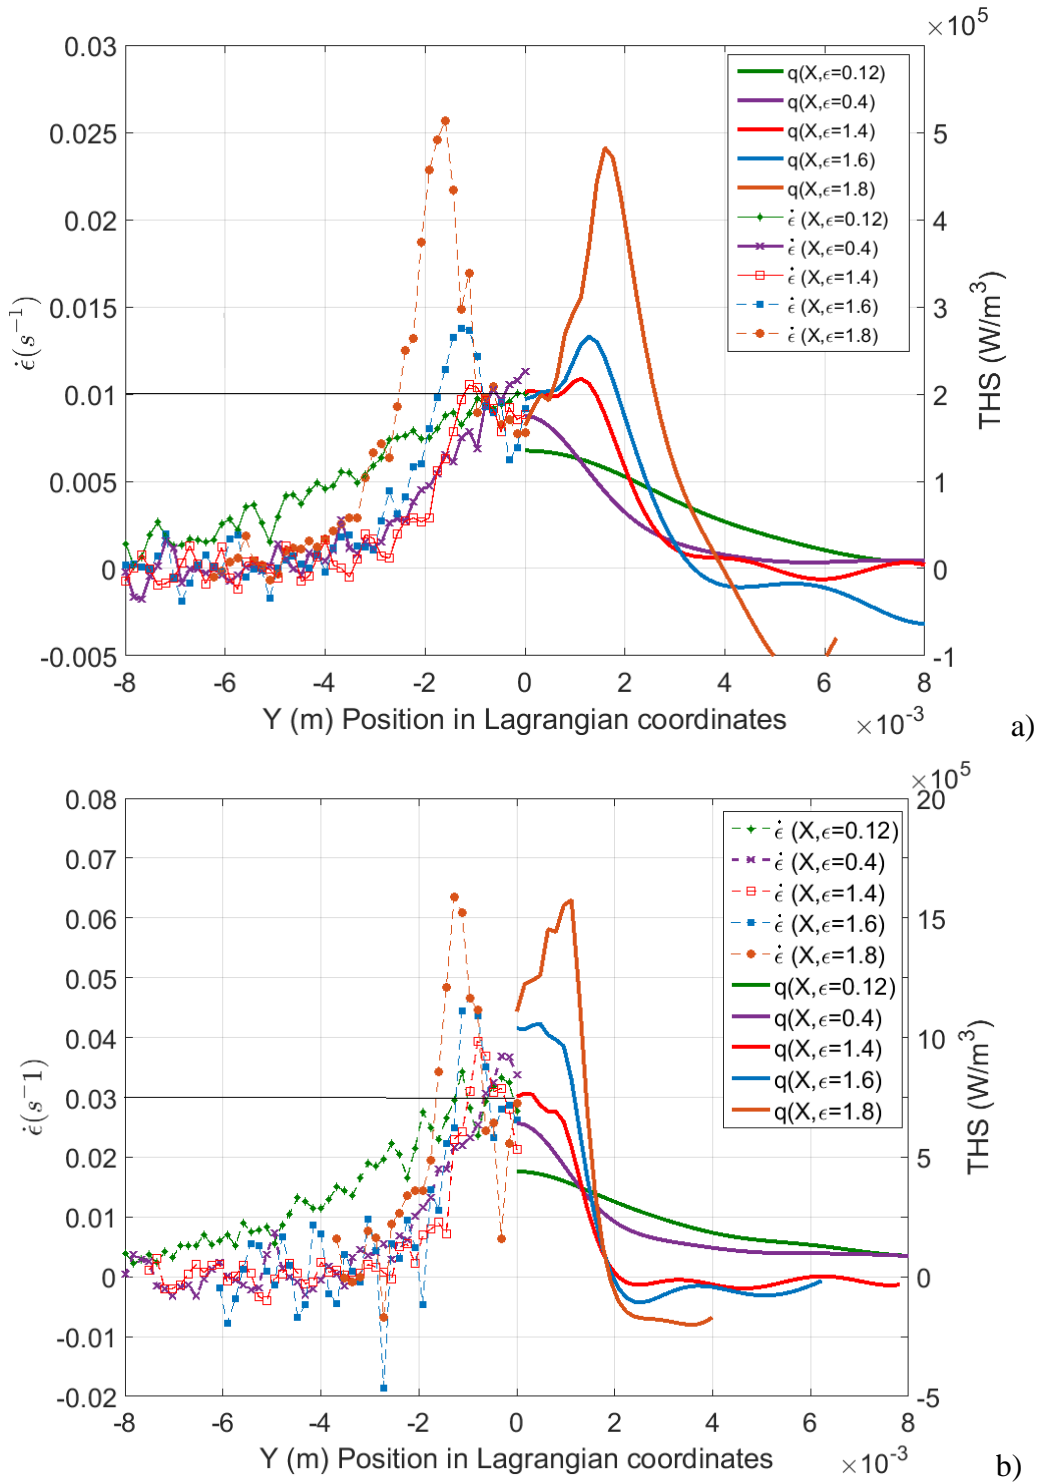 ×10⁵
0.03
0.025
0.02
0.015
0.01
0.005
0
-0.005
5
4
3
2
1
0
-1
q(X,ϵ=0.12)
q(X,ϵ=0.4)
q(X,ϵ=1.4)
q(X,ϵ=1.6)
q(X,ϵ=1.8)
ϵ̇ (X,ϵ=0.12)
ϵ̇ (X,ϵ=0.4)
ϵ̇ (X,ϵ=1.4)
ϵ̇ (X,ϵ=1.6)
ϵ̇ (X,ϵ=1.8)
ϵ̇(s⁻¹)
THS (W/m³)
-8 -6 -4 -2 0 2 4 6 8
Y (m) Position in Lagrangian coordinates
×10⁻³
a)
×10⁵
0.08
0.07
0.06
0.05
0.04
0.03
0.02
0.01
0
-0.01
-0.02
20
15
10
5
0
-5
ϵ̇ (X,ϵ=0.12)
ϵ̇ (X,ϵ=0.4)
ϵ̇ (X,ϵ=1.4)
ϵ̇ (X,ϵ=1.6)
ϵ̇ (X,ϵ=1.8)
q(X,ϵ=0.12)
q(X,ϵ=0.4)
q(X,ϵ=1.4)
q(X,ϵ=1.6)
q(X,ϵ=1.8)
ϵ̇(s−1)
THS (W/m³)
-8 -6 -4 -2 0 2 4 6 8
Y (m) Position in Lagrangian coordinates
×10⁻³
b)